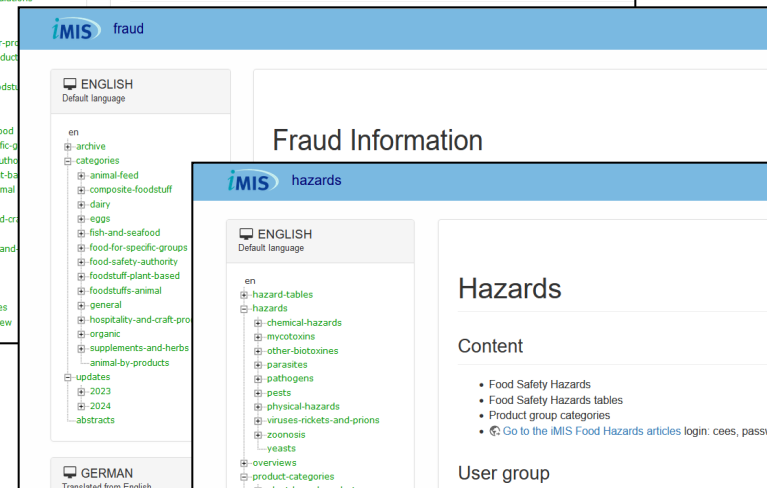 iMIS fraud
ENGLISH
Default language
en
archive
categories
animal-feed
composite-foodstuff
dairy
eggs
fish-and-seafood
food-for-specific-groups
food-safety-authority
foodstuff-plant-based
foodstuffs-animal
general
hospitality-and-craft-pro
organic
supplements-and-herbs
animal-by-products
updates
2023
2024
abstracts
GERMAN
Translated from English
Fraud Information
iMIS hazards
ENGLISH
Default language
en
hazard-tables
hazards
chemical-hazards
mycotoxins
other-biotoxines
parasites
pathogens
pests
physical-hazards
viruses-rickets-and-prions
zoonosis
yeasts
overviews
product-categories
Hazards
Content
Food Safety Hazards
Food Safety Hazards tables
Product group categories
Go to the iMIS Food Hazards articles login: cees, passw
User group